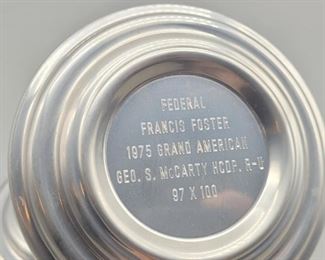 FEDERAL
FRANCIS FOSTER
1975 GRAND AMERICAN
GEO. S. McCARTY HCDP. R-U
97 X 100